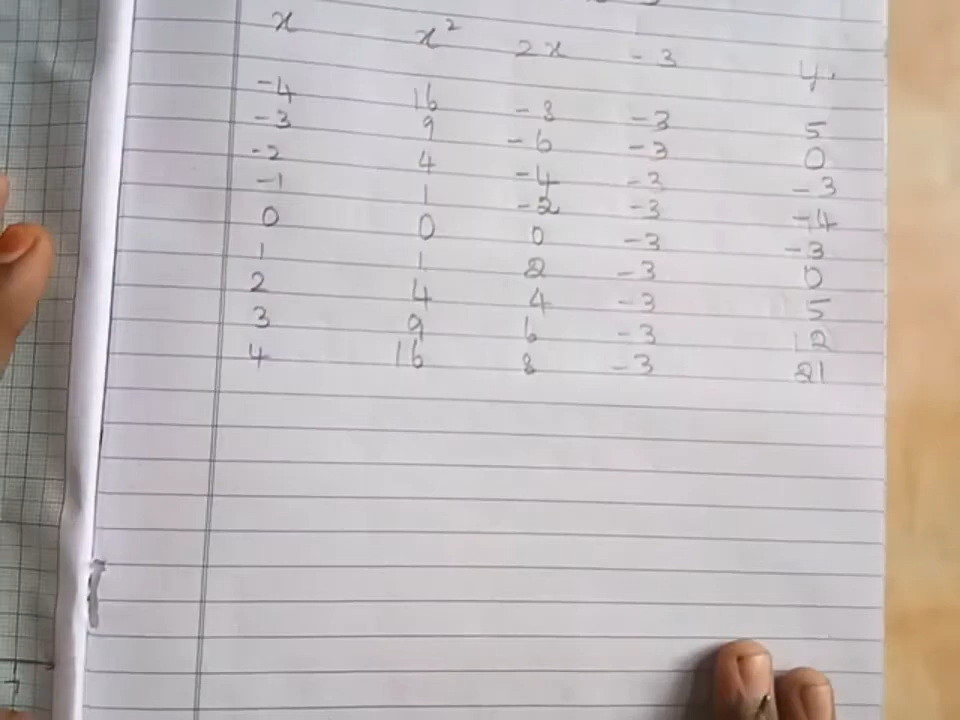 x x² 2x -3 y
-4 16 -8 -3 5
-3 9 -6 -3 0
-2 4 -4 -3 -3
-1 1 -2 -3 -4
0 0 0 -3 -3
1 1 2 -3 0
2 4 4 -3 5
3 9 6 -3 12
4 16 8 -3 21